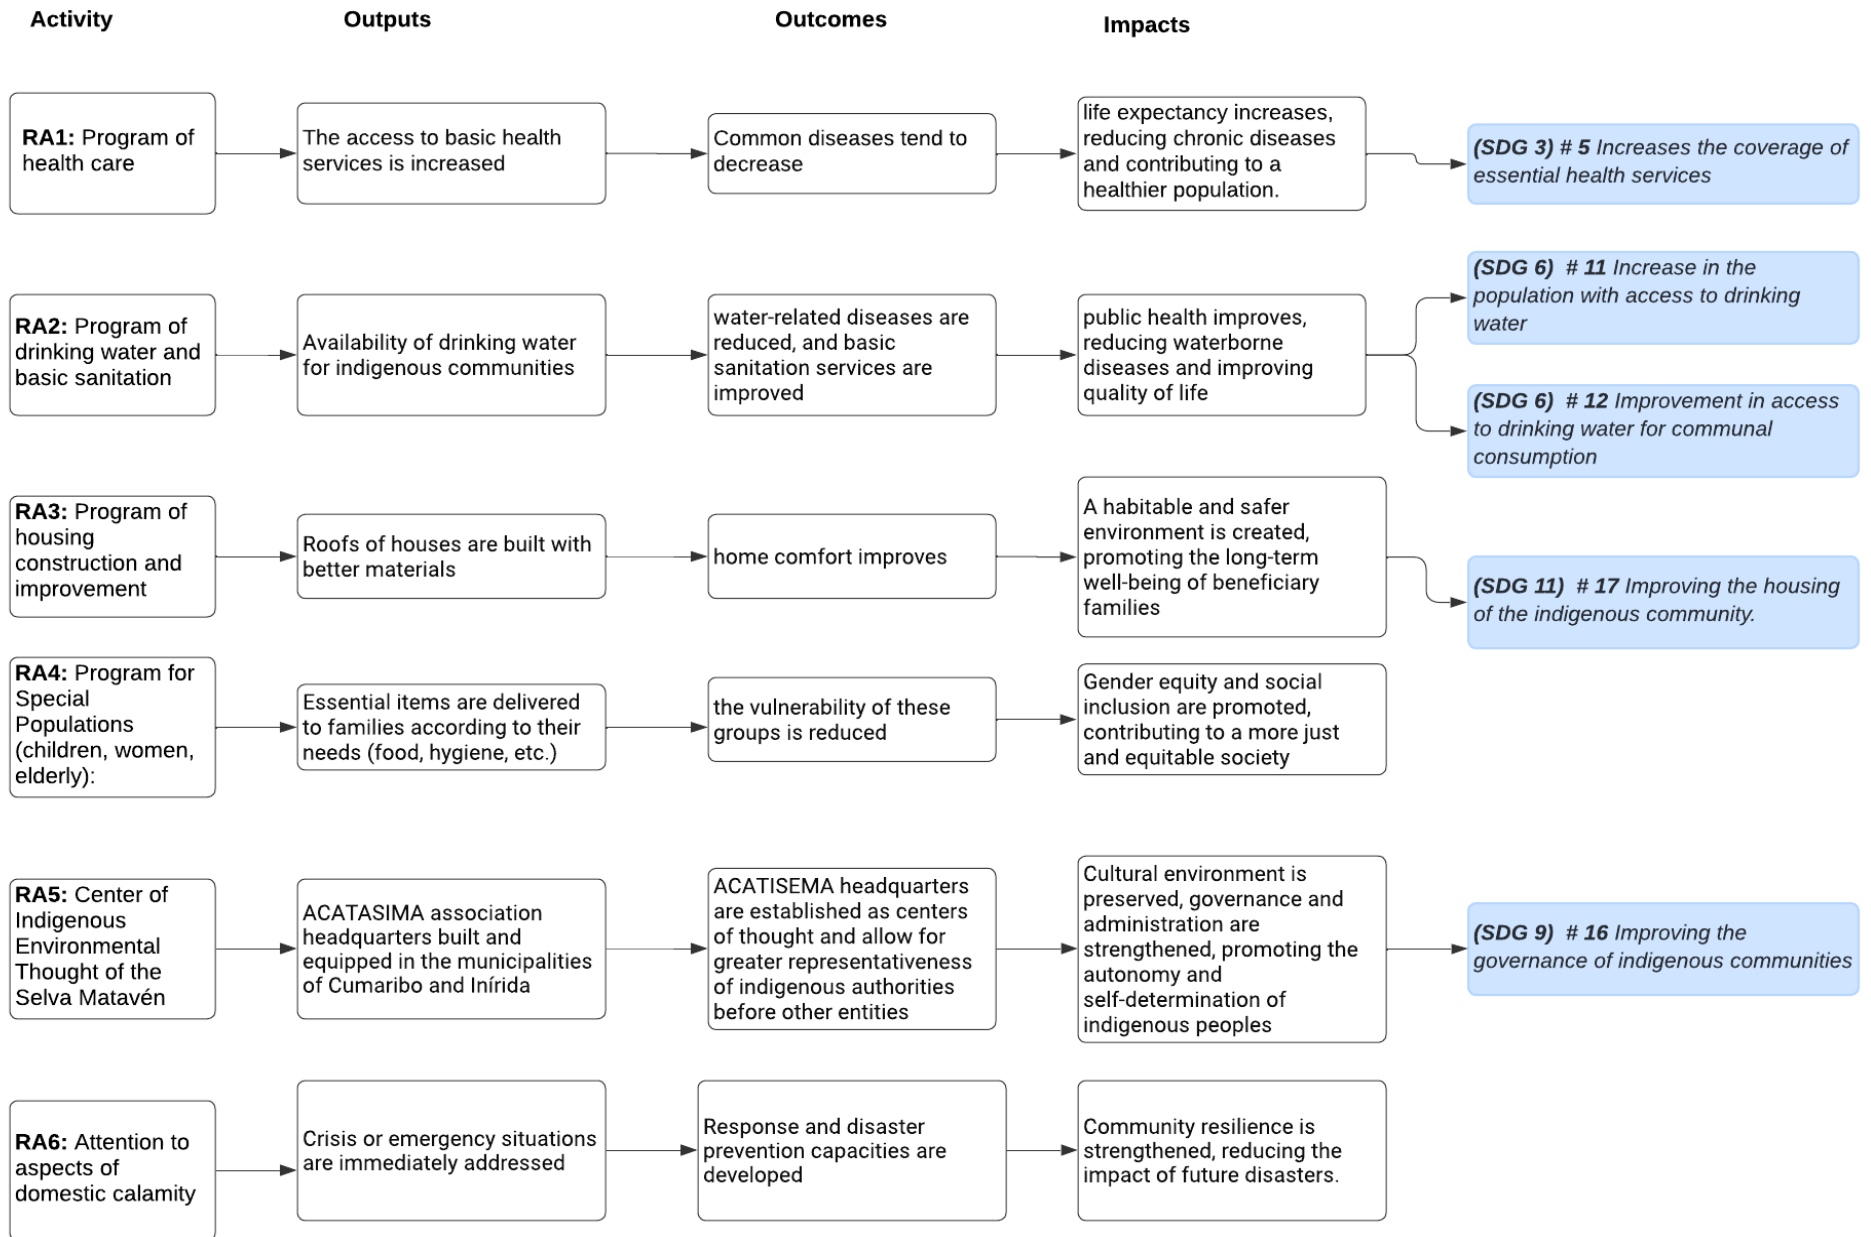 Activity
Outputs
Outcomes
Impacts
RA1: Program of
health care
The access to basic health
services is increased
Common diseases tend to
decrease
life expectancy increases,
reducing chronic diseases
and contributing to a
healthier population.
(SDG 3) # 5 Increases the coverage of
essential health services
RA2: Program of
drinking water and
basic sanitation
Availability of drinking water
for indigenous communities
water-related diseases are
reduced, and basic
sanitation services are
improved
public health improves,
reducing waterborne
diseases and improving
quality of life
(SDG 6)  # 11 Increase in the
population with access to drinking
water
(SDG 6)  # 12 Improvement in access
to drinking water for communal
consumption
RA3: Program of
housing
construction and
improvement
Roofs of houses are built with
better materials
home comfort improves
A habitable and safer
environment is created,
promoting the long-term
well-being of beneficiary
families
(SDG 11)  # 17 Improving the housing
of the indigenous community.
RA4: Program for
Special
Populations
(children, women,
elderly):
Essential items are delivered
to families according to their
needs (food, hygiene, etc.)
the vulnerability of these
groups is reduced
Gender equity and social
inclusion are promoted,
contributing to a more just
and equitable society
RA5: Center of
Indigenous
Environmental
Thought of the
Selva Matavén
ACATASIMA association
headquarters built and
equipped in the municipalities
of Cumaribo and Inírida
ACATISEMA headquarters
are established as centers
of thought and allow for
greater representativeness
of indigenous authorities
before other entities
Cultural environment is
preserved, governance and
administration are
strengthened, promoting the
autonomy and
self-determination of
indigenous peoples
(SDG 9)  # 16 Improving the
governance of indigenous communities
RA6: Attention to
aspects of
domestic calamity
Crisis or emergency situations
are immediately addressed
Response and disaster
prevention capacities are
developed
Community resilience is
strengthened, reducing the
impact of future disasters.